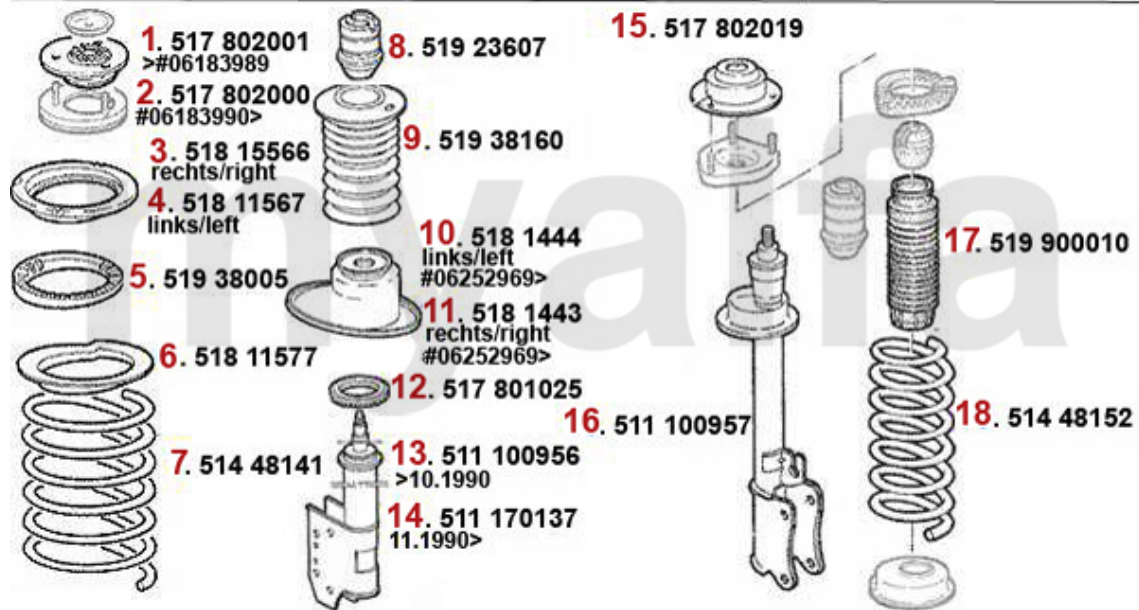 1. 517 802001
>#06183989
2. 517 802000
#06183990>
3. 518 15566
rechts/right
4. 518 11567
links/left
5. 519 38005
6. 518 11577
7. 514 48141
8. 519 23607
9. 519 38160
10. 518 1444
links/left
#06252969>
11. 518 1443
rechts/right
#06252969>
12. 517 801025
13. 511 100956
>10.1990
14. 511 170137
11.1990>
15. 517 802019
16. 511 100957
17. 519 900010
18. 514 48152
myalfa